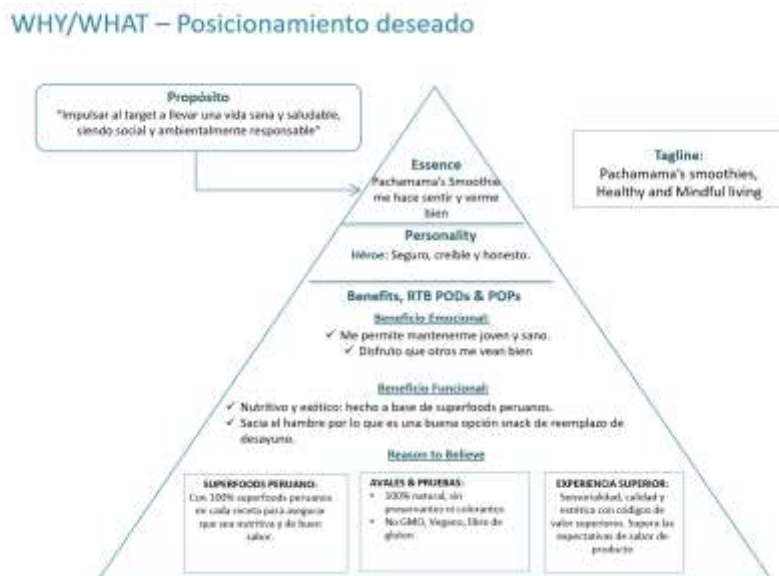 WHY/WHAT – Posicionamiento deseado
Propósito
"Impulsar al target a llevar una vida sana y saludable,
siendo social y ambientalmente responsable"
Essence
Pachamama's Smoothie
me hace sentir y verme
bien
Tagline:
Pachamama's smoothies,
Healthy and Mindful living
Personality
Héroe: Seguro, creíble y honesto.
Benefits, RTB PODs & POPs
Beneficio Emocional:
✓ Me permite mantenerme joven y sano.
✓ Disfruto que otros me vean bien
Beneficio Funcional:
✓ Nutritivo y exótico: hecho a base de superfoods peruanos.
✓ Sacia el hambre por lo que es una buena opción snack de reemplazo de
desayuno.
Reason to Believe
SUPERFOODS PERUANO:
Con 100% superfoods peruanos
en cada receta para asegurar
que sea nutritiva y de buen
sabor.
AVALES & PRUEBAS:
• 100% natural, sin
preservantes ni colorantes
• No GMO, Vegano, libre de
gluten
EXPERIENCIA SUPERIOR:
Sensorialidad, calidad y
estética con códigos de
valor superiores. Supera las
expectativas de sabor de
producto